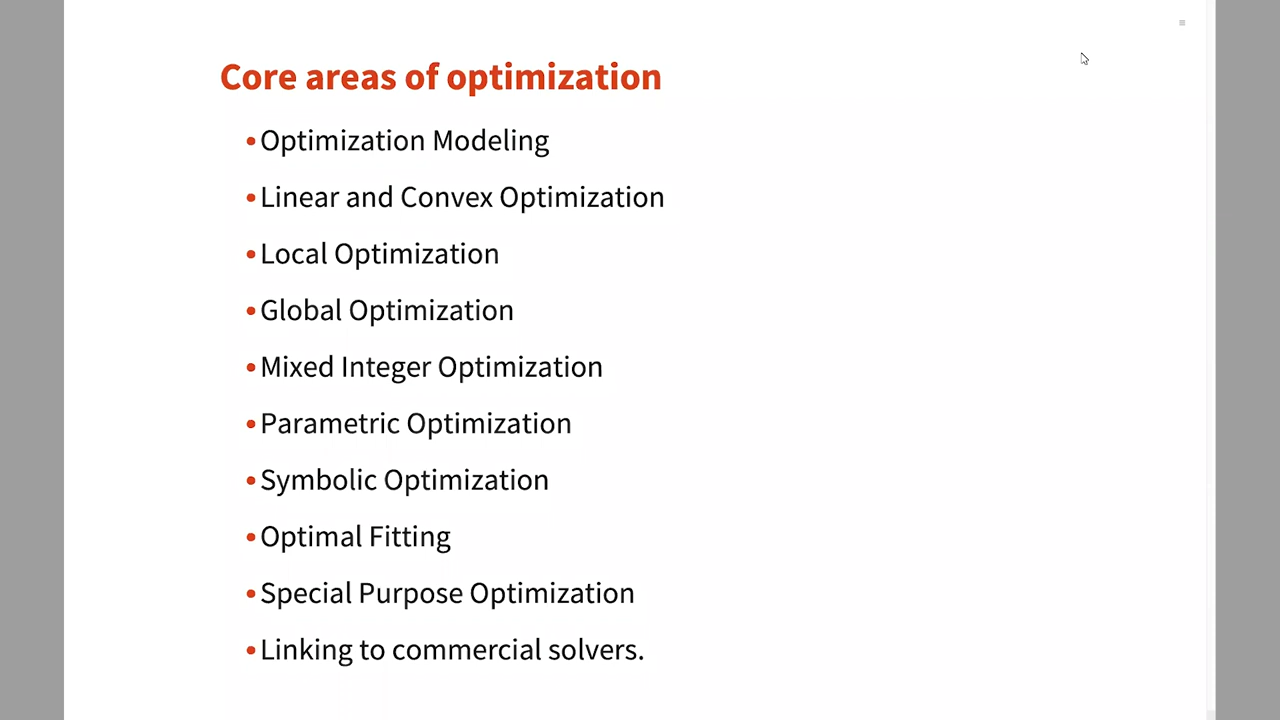 Core areas of optimization
•Optimization Modeling
•Linear and Convex Optimization
•Local Optimization
•Global Optimization
•Mixed Integer Optimization
•Parametric Optimization
•Symbolic Optimization
•Optimal Fitting
•Special Purpose Optimization
•Linking to commercial solvers.